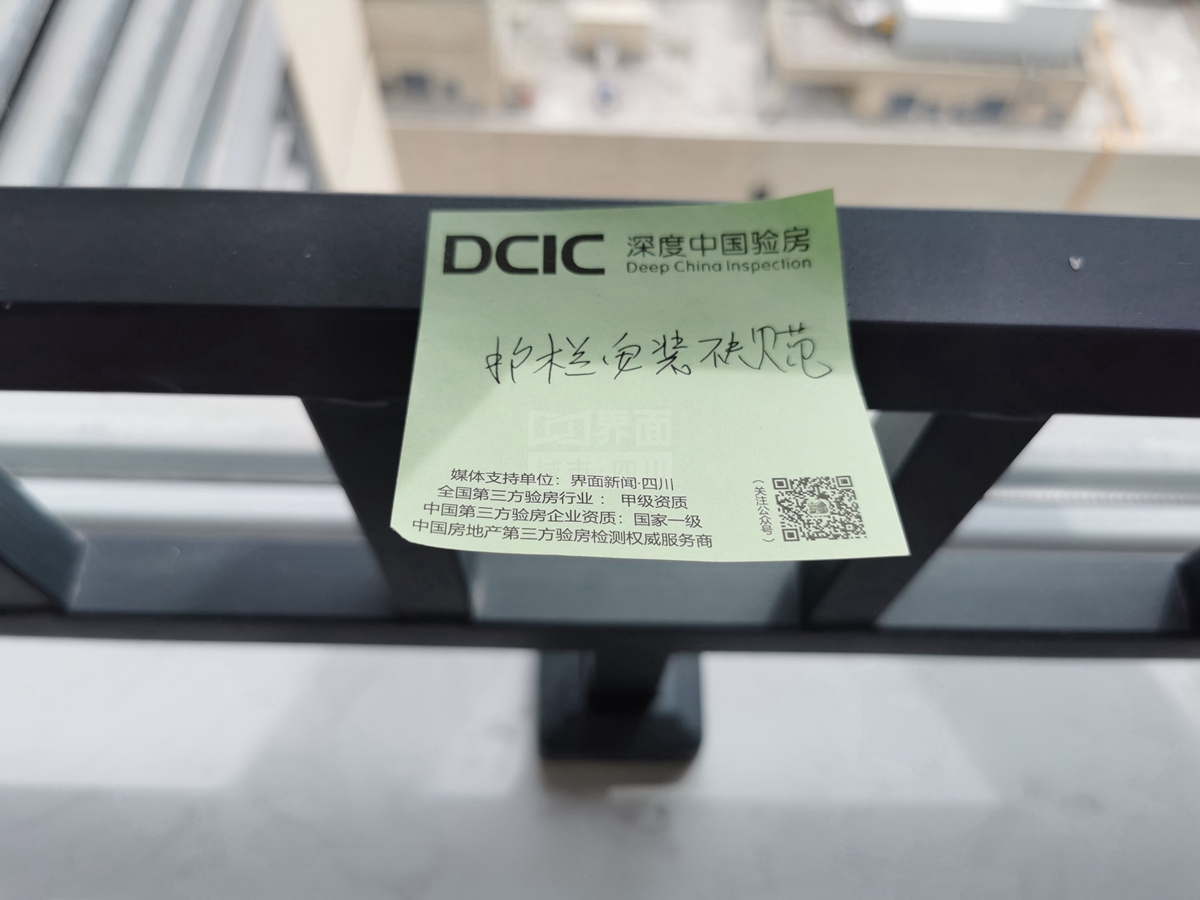 DCIC 深度中国验房
Deep China Inspection
护栏安装不规范
界面
媒体支持单位：界面新闻·四川
全国第三方验房行业：甲级资质
中国第三方验房企业资质：国家一级
中国房地产第三方验房检测权威服务商
（关注公众号）